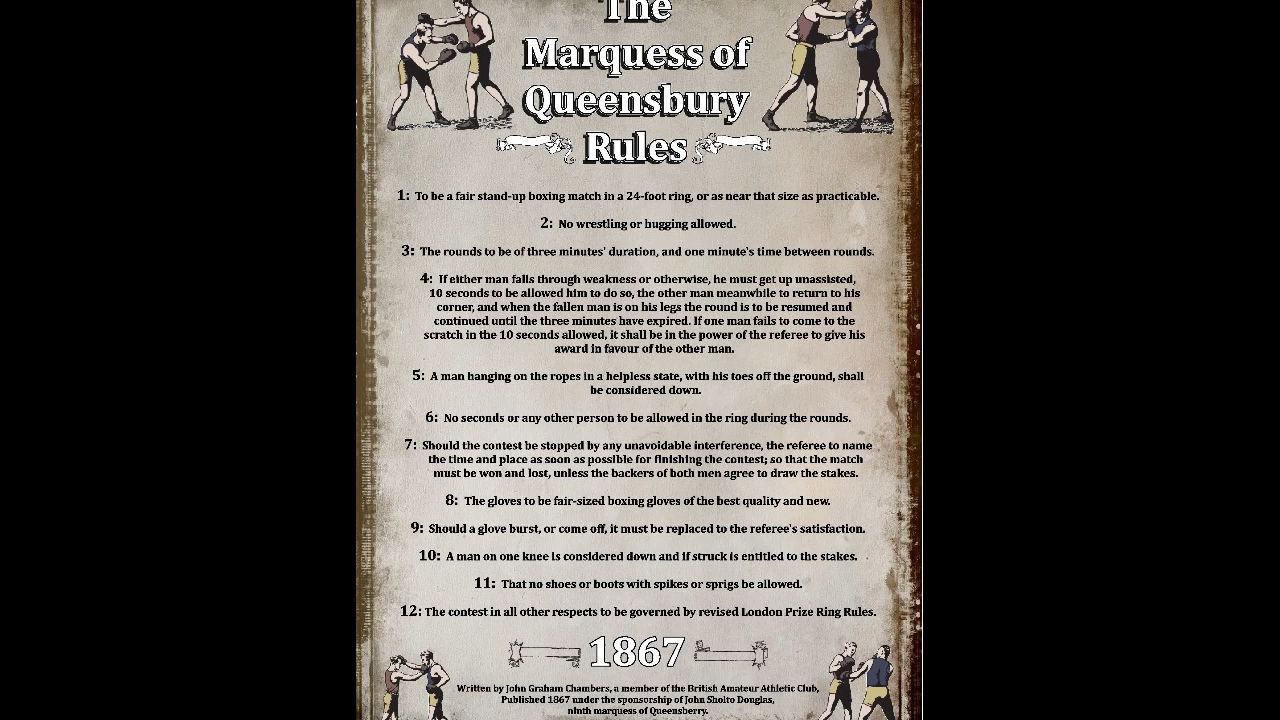 The
Marquess of
Queensbury
Rules
1: To be a fair stand-up boxing match in a 24-foot ring, or as near that size as practicable.
2: No wrestling or hugging allowed.
3: The rounds to be of three minutes' duration, and one minute's time between rounds.
4: If either man falls through weakness or otherwise, he must get up unassisted,
10 seconds to be allowed him to do so, the other man meanwhile to return to his
corner, and when the fallen man is on his legs the round is to be resumed and
continued until the three minutes have expired. If one man fails to come to the
scratch in the 10 seconds allowed, it shall be in the power of the referee to give his
award in favour of the other man.
5: A man hanging on the ropes in a helpless state, with his toes off the ground, shall
be considered down.
6: No seconds or any other person to be allowed in the ring during the rounds.
7: Should the contest be stopped by any unavoidable interference, the referee to name
the time and place as soon as possible for finishing the contest; so that the match
must be won and lost, unless the backers of both men agree to draw the stakes.
8: The gloves to be fair-sized boxing gloves of the best quality and new.
9: Should a glove burst, or come off, it must be replaced to the referee's satisfaction.
10: A man on one knee is considered down and if struck is entitled to the stakes.
11: That no shoes or boots with spikes or sprigs be allowed.
12: The contest in all other respects to be governed by revised London Prize Ring Rules.
1867
Written by John Graham Chambers, a member of the British Amateur Athletic Club,
Published 1867 under the sponsorship of John Sholto Douglas,
ninth marquess of Queensberry.